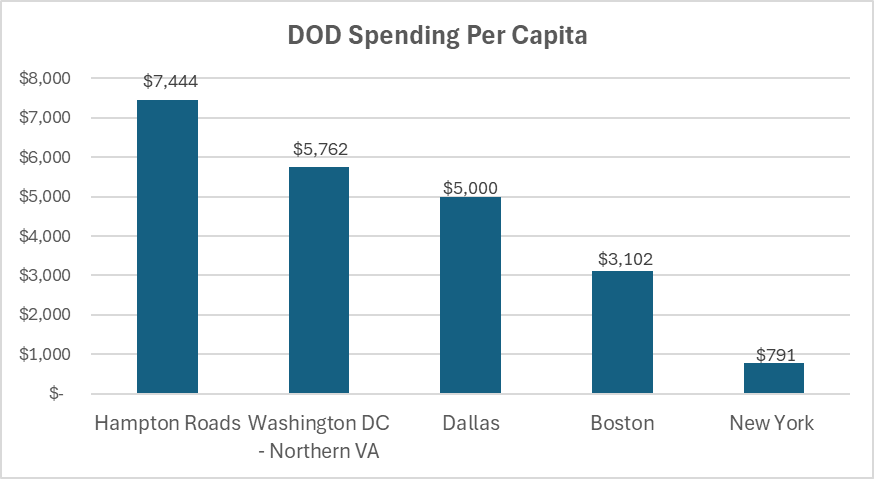 DOD Spending Per Capita
$8,000
$7,000
$6,000
$5,000
$4,000
$3,000
$2,000
$1,000
$-
$7,444
$5,762
$5,000
$3,102
$791
Hampton Roads
Washington DC
- Northern VA
Dallas
Boston
New York